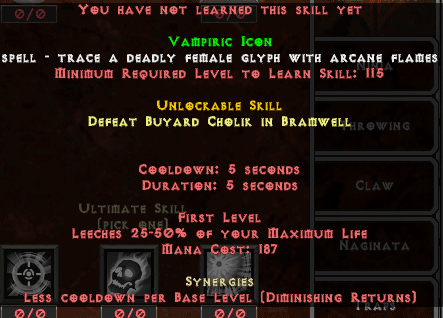 You have not learned this skill yet
Vampiric Icon
spell - trace a deadly female glyph with arcane flames
Minimum Required Level to Learn Skill: 115
Unlockable Skill
Defeat Buyard Cholik in Bramwell
Throwing
Cooldown: 5 seconds
Duration: 5 seconds
Claw
Ultimate Skill
(pick one)
First Level
Leeches 25-50% of your Maximum Life
Mana Cost: 187
Naginata
Synergies
Less cooldown per Base Level (Diminishing Returns)
Traps
0/0
0/0
0/0